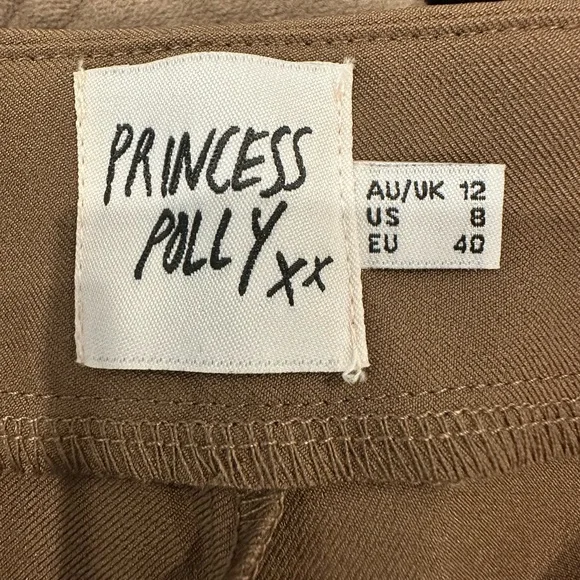 PRINCESS
POLLY xx
AU/UK 12
US 8
EU 40